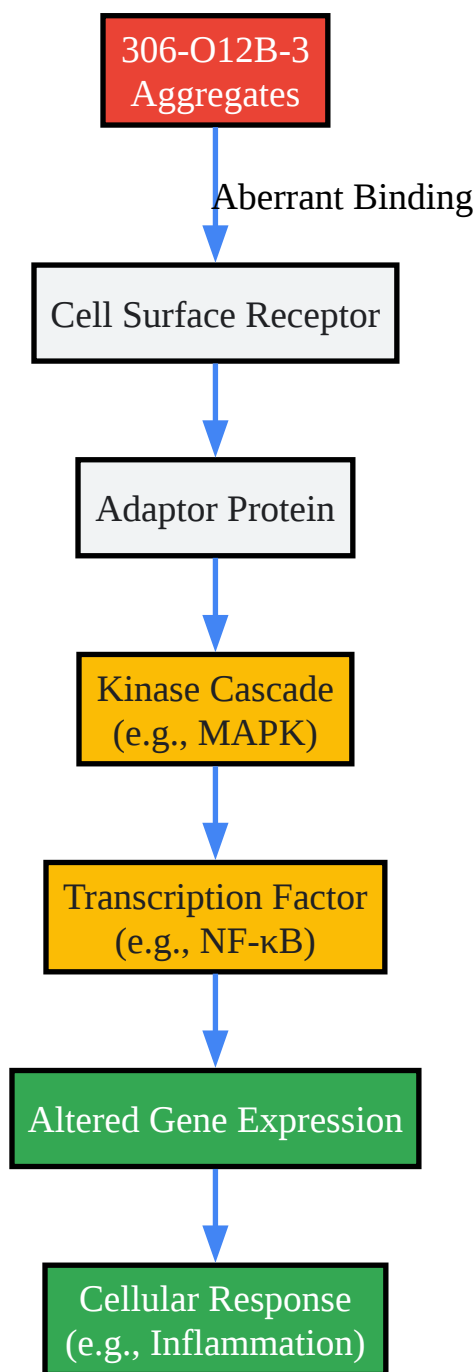 306-O12B-3
Aggregates
Aberrant Binding
Cell Surface Receptor
Adaptor Protein
Kinase Cascade
(e.g., MAPK)
Transcription Factor
(e.g., NF-κB)
Altered Gene Expression
Cellular Response
(e.g., Inflammation)